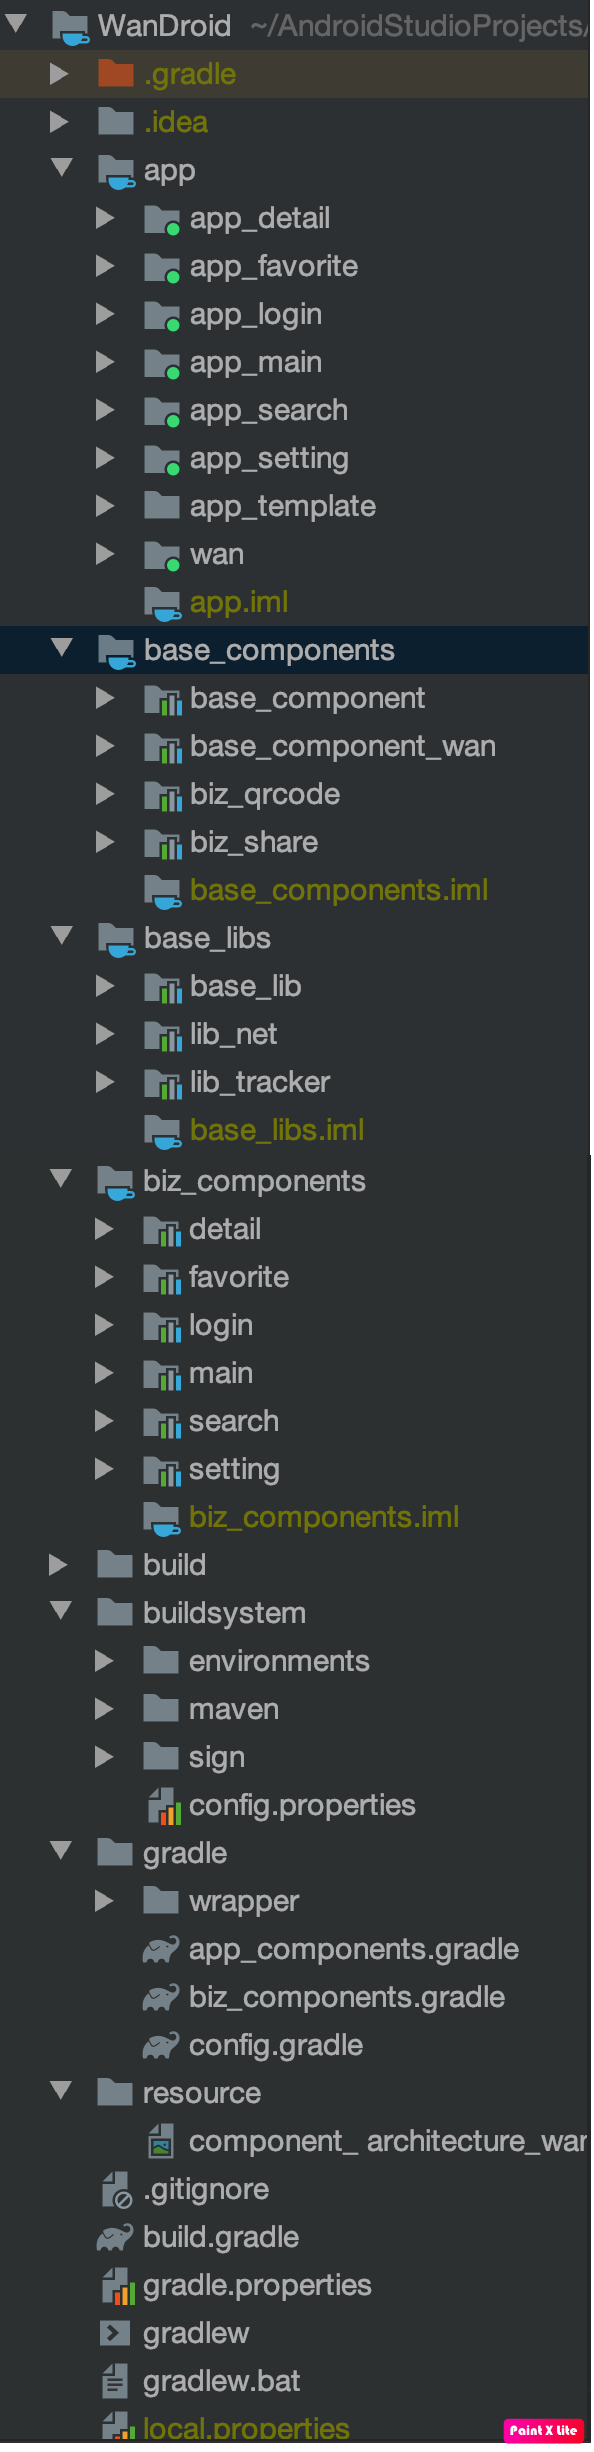 WanDroid ~/AndroidStudioProjects/
.gradle
.idea
app
app_detail
app_favorite
app_login
app_main
app_search
app_setting
app_template
wan
app.iml
base_components
base_component
base_component_wan
biz_qrcode
biz_share
base_components.iml
base_libs
base_lib
lib_net
lib_tracker
base_libs.iml
biz_components
detail
favorite
login
main
search
setting
biz_components.iml
build
buildsystem
environments
maven
sign
config.properties
gradle
wrapper
app_components.gradle
biz_components.gradle
config.gradle
resource
component_ architecture_wan
.gitignore
build.gradle
gradle.properties
gradlew
gradlew.bat
local.properties
Paint X Lite